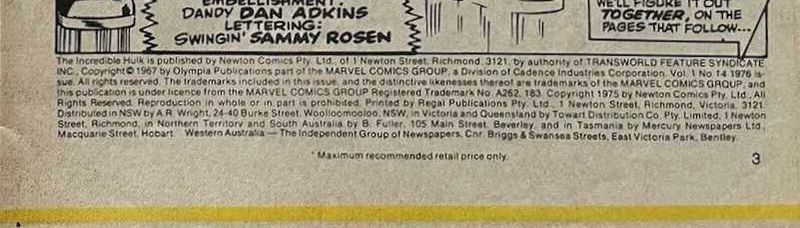 EMBELLISHMENT:
DANDY DAN ADKINS
LETTERING:
SWINGIN' SAMMY ROSEN
WE'LL FIGURE IT OUT
TOGETHER, ON THE
PAGES THAT FOLLOW...
The Incredible Hulk is published by Newton Comics Pty. Ltd., of 1 Newton Street, Richmond, 3121, by authority of TRANSWORLD FEATURE SYNDICATE
INC., Copyright © 1967 by Olympia Publications part of the MARVEL COMICS GROUP, a Division of Cadence Industries Corporation. Vol. 1 No 14 1976 is-
sue. All rights reserved. The trademarks included in this issue, and the distinctive likenesses thereof are trademarks of the MARVEL COMICS GROUP, and
this publication is under licence from the MARVEL COMICS GROUP Registered Trademark No. A262, 183. Copyright 1975 by Newton Comics Pty. Ltd., All
Rights Reserved. Reproduction in whole or in part is prohibited. Printed by Regal Publications Pty. Ltd., 1 Newton Street, Richmond, Victoria, 3121.
Distributed in NSW by A.R. Wright, 24-40 Burke Street, Woolloomooloo, NSW, in Victoria and Queensland by Towart Distribution Co. Pty. Limited, 1 Newton
Street, Richmond, in Northern Territory and South Australia by B. Fuller, 105 Main Street, Beverley, and in Tasmania by Mercury Newspapers Ltd.,
Macquarie Street, Hobart. Western Australia — The Independent Group of Newspapers, Cnr. Briggs & Swansea Streets, East Victoria Park, Bentley.
* Maximum recommended retail price only.
3